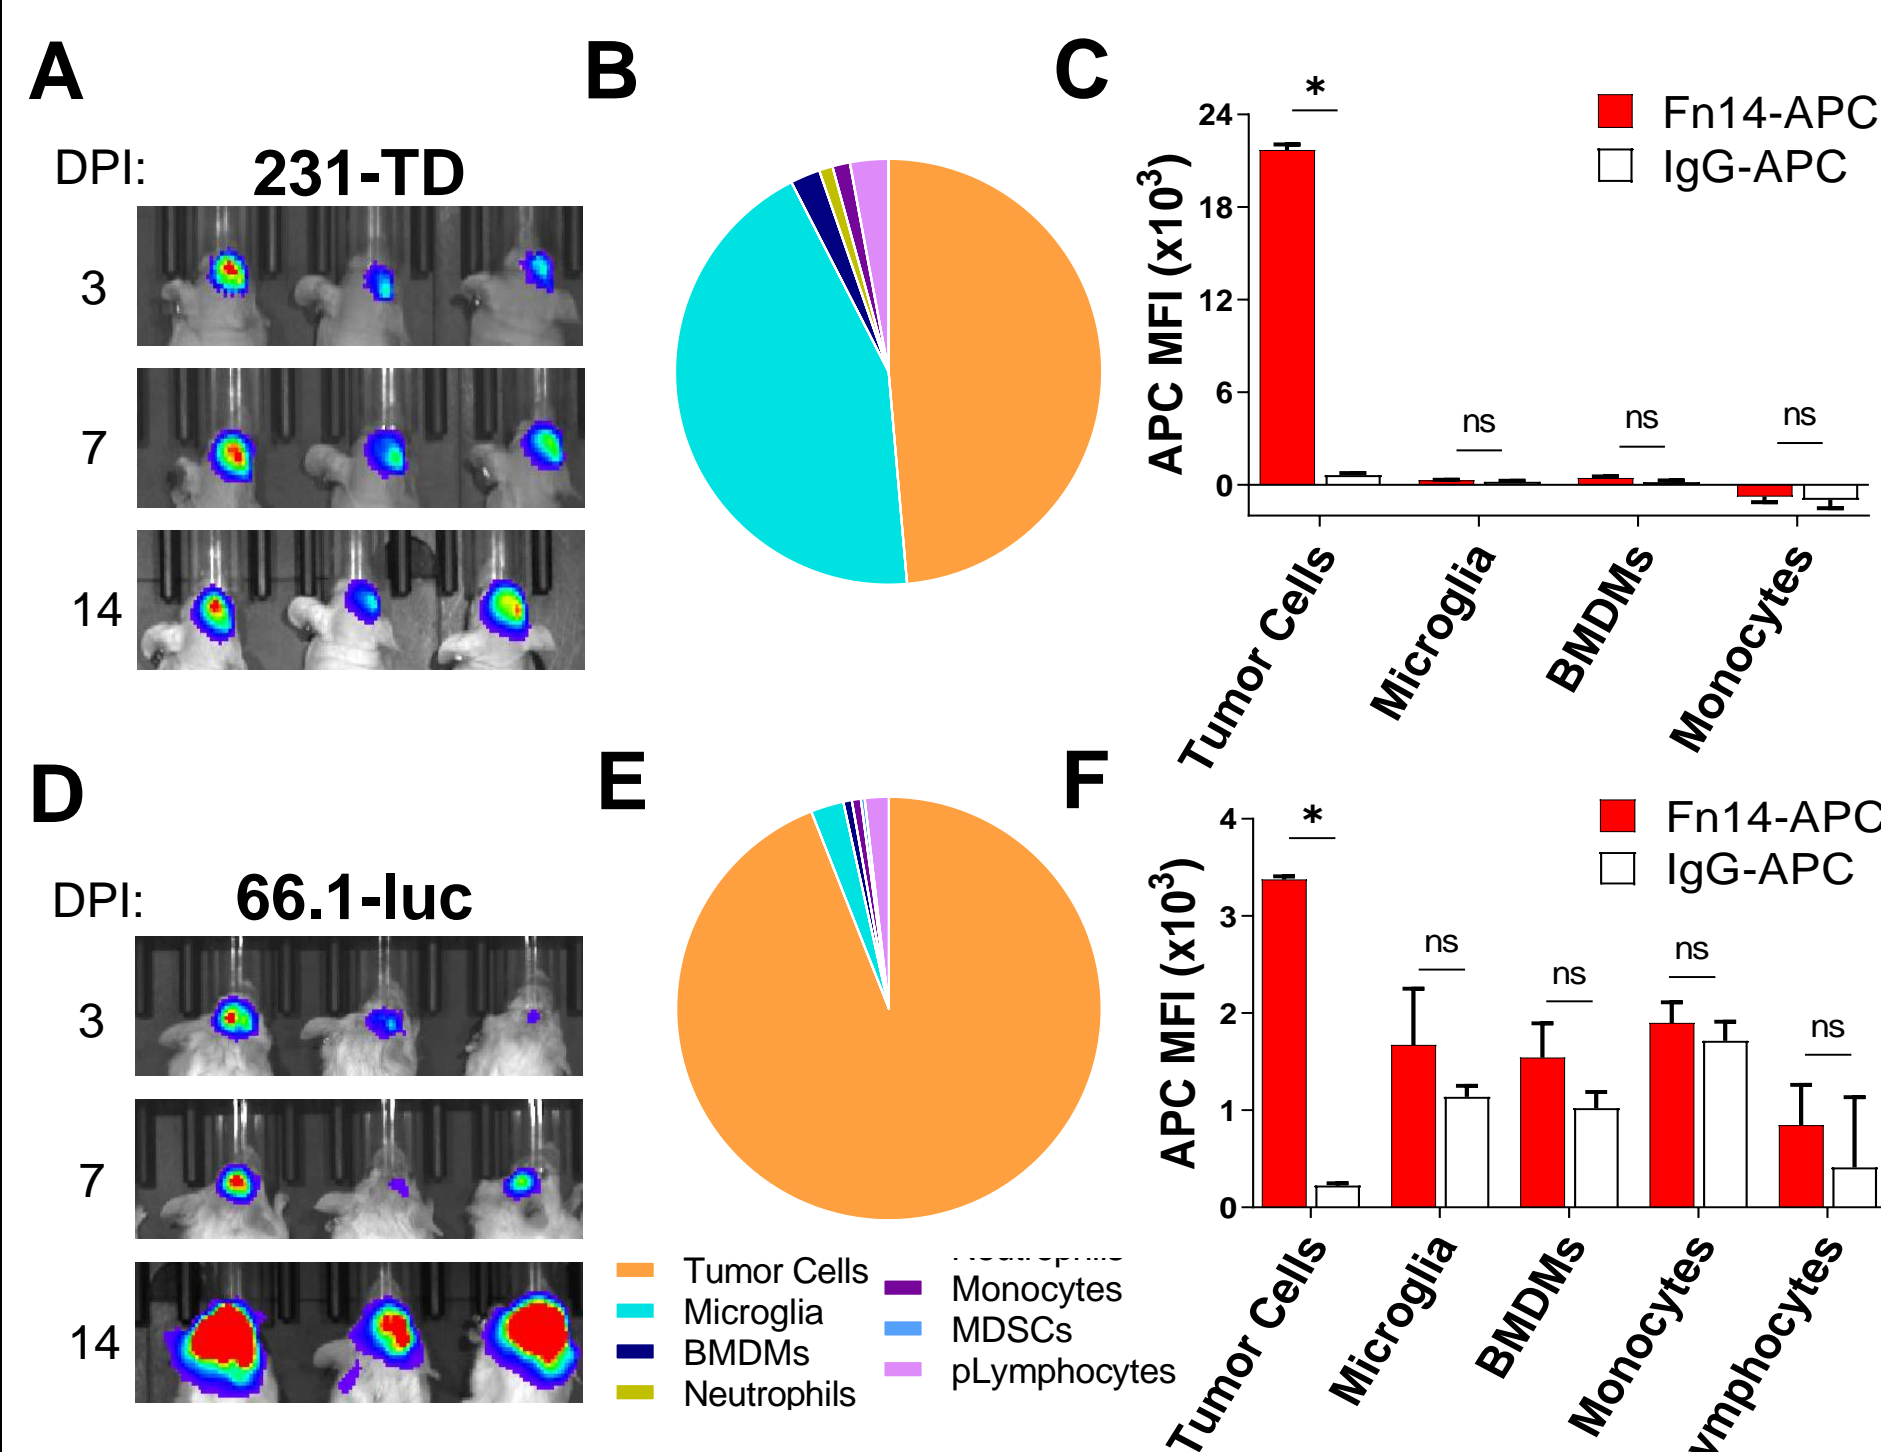 A
DPI:
231-TD
3
7
14
B
C
*
Fn14-APC
IgG-APC
APC MFI (x10³)
24
18
12
6
0
ns
ns
ns
Tumor Cells
Microglia
BMDMs
Monocytes
D
DPI:
66.1-luc
3
7
14
E
Tumor Cells
Microglia
BMDMs
Neutrophils
Neutrophils
Monocytes
MDSCs
pLymphocytes
F
*
Fn14-APC
IgG-APC
APC MFI (x10³)
4
3
2
1
0
ns
ns
ns
ns
Tumor Cells
Microglia
BMDMs
Monocytes
ymphocytes